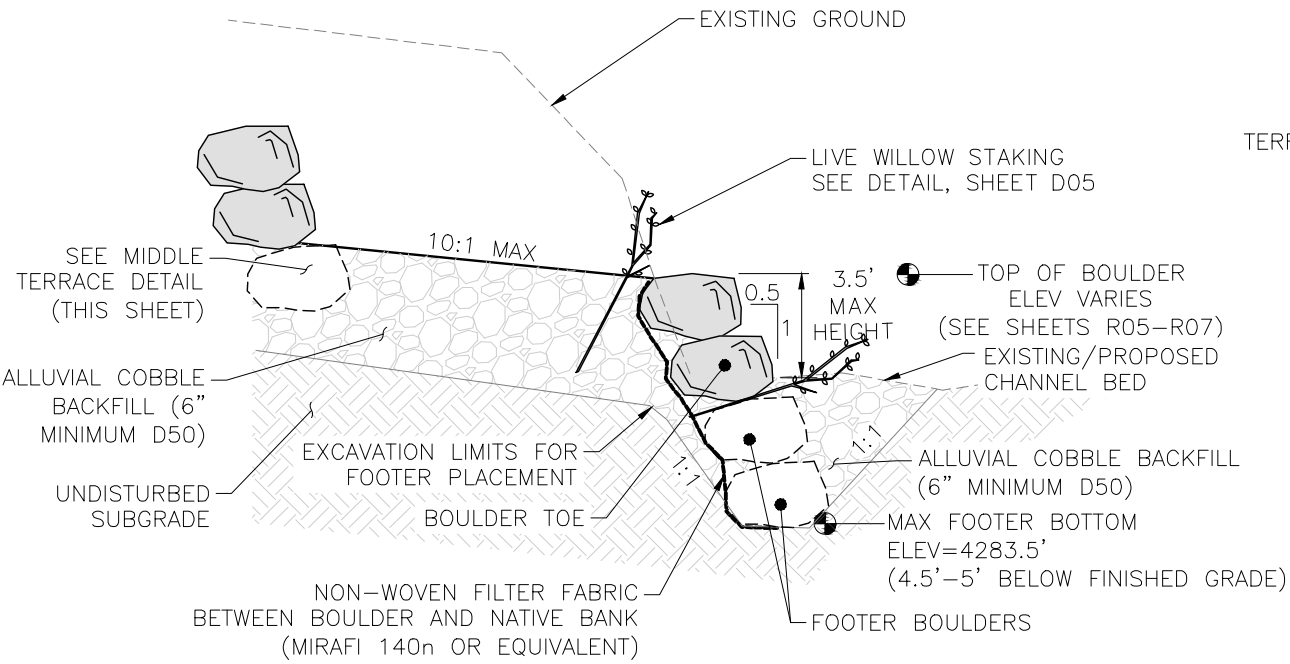 EXISTING GROUND
LIVE WILLOW STAKING
SEE DETAIL, SHEET D05
TERR
10:1 MAX
SEE MIDDLE
TERRACE DETAIL
(THIS SHEET)
0.5
1
3.5'
MAX
HEIGHT
TOP OF BOULDER
ELEV VARIES
(SEE SHEETS R05-R07)
EXISTING/PROPOSED
CHANNEL BED
ALLUVIAL COBBLE
BACKFILL (6"
MINIMUM D50)
EXCAVATION LIMITS FOR
FOOTER PLACEMENT
1:1
1:1
ALLUVIAL COBBLE BACKFILL
(6" MINIMUM D50)
UNDISTURBED
SUBGRADE
BOULDER TOE
MAX FOOTER BOTTOM
ELEV=4283.5'
(4.5'-5' BELOW FINISHED GRADE)
NON-WOVEN FILTER FABRIC
BETWEEN BOULDER AND NATIVE BANK
(MIRAFI 140n OR EQUIVALENT)
FOOTER BOULDERS